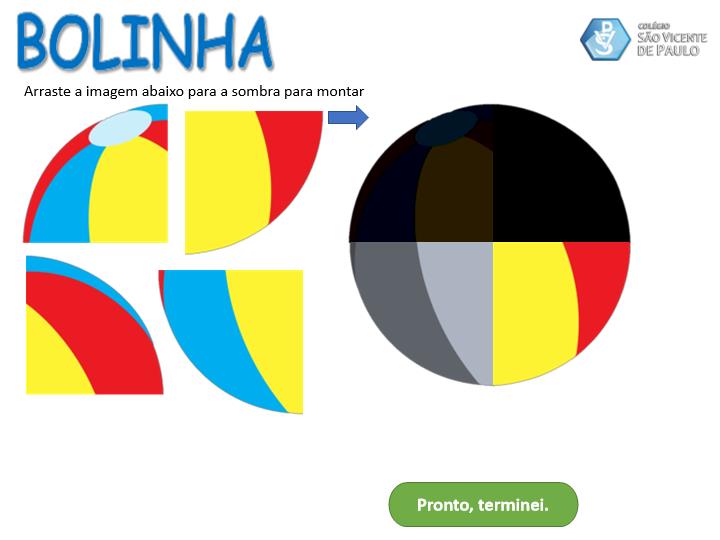 BOLINHA
COLÉGIO
SÃO VICENTE
DE PAULO
Arraste a imagem abaixo para a sombra para montar
Pronto, terminei.